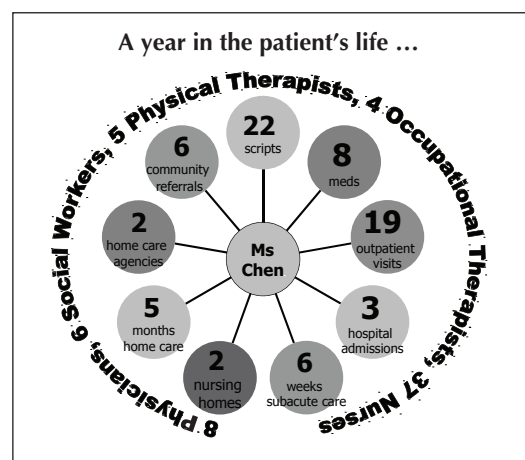 A year in the patient's life ...
8 Physicians, 6 Social Workers, 5 Physical Therapists, 4 Occupational Therapists, 37 Nurses
22
scripts
8
meds
19
outpatient
visits
3
hospital
admissions
6
weeks
subacute care
2
nursing
homes
5
months
home care
2
home care
agencies
6
community
referrals
Ms
Chen